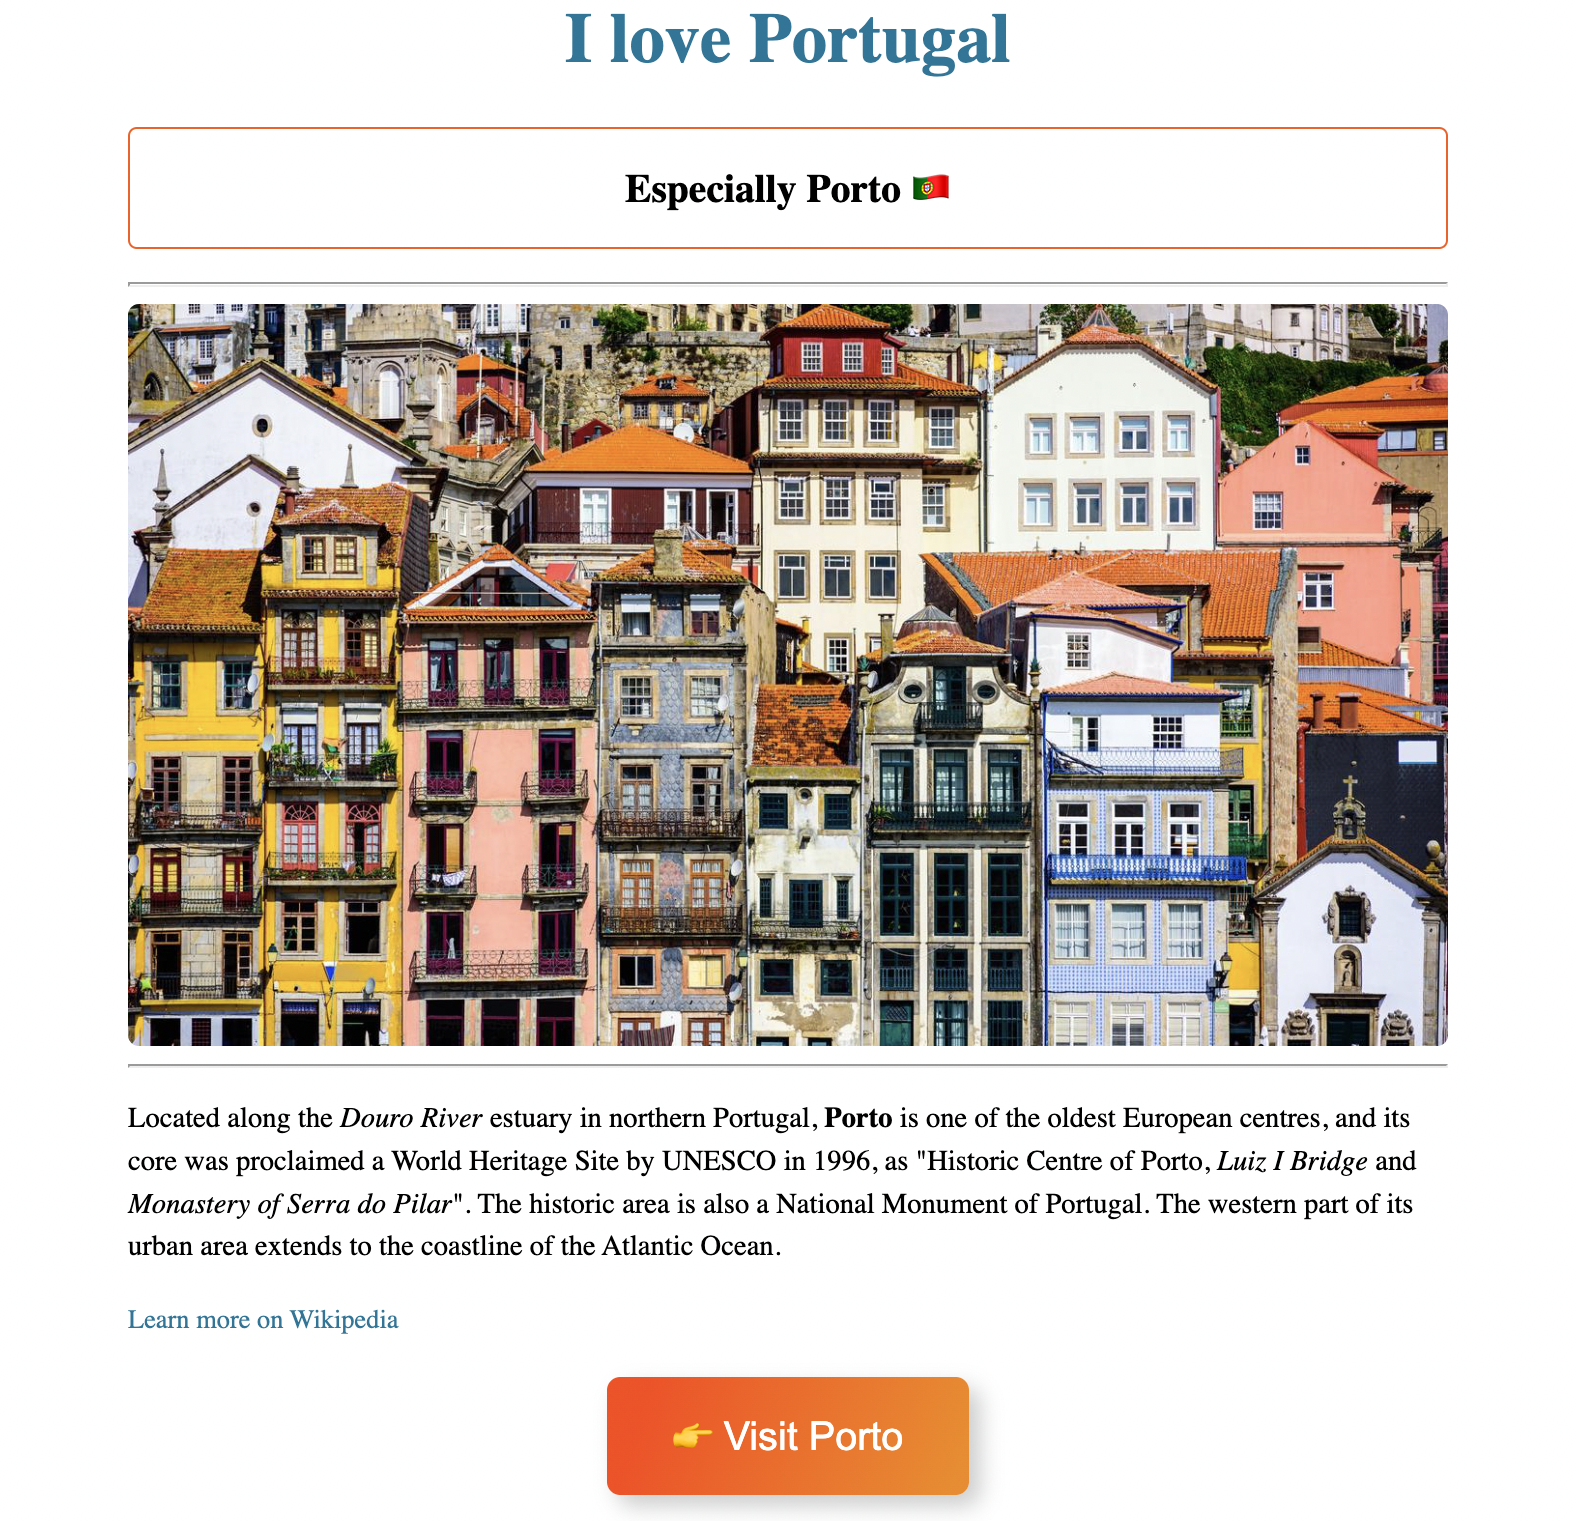 I love Portugal
Especially Porto 🇵🇹
Located along the Douro River estuary in northern Portugal, Porto is one of the oldest European centres, and its
core was proclaimed a World Heritage Site by UNESCO in 1996, as "Historic Centre of Porto, Luiz I Bridge and
Monastery of Serra do Pilar". The historic area is also a National Monument of Portugal. The western part of its
urban area extends to the coastline of the Atlantic Ocean.
Learn more on Wikipedia
👉 Visit Porto